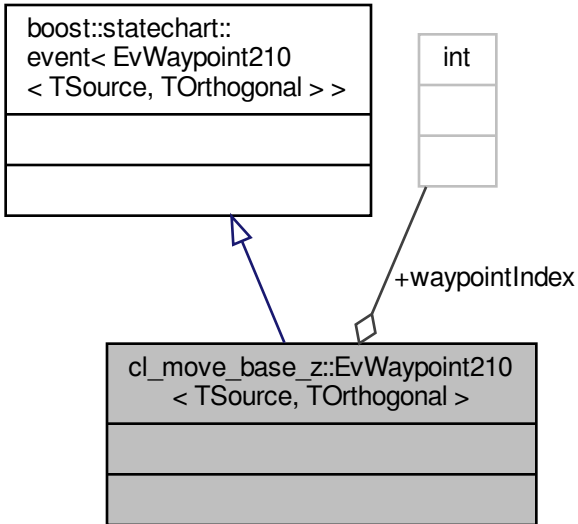 boost::statechart::
event< EvWaypoint210
< TSource, TOrthogonal > >
int
+waypointIndex
cl_move_base_z::EvWaypoint210
< TSource, TOrthogonal >